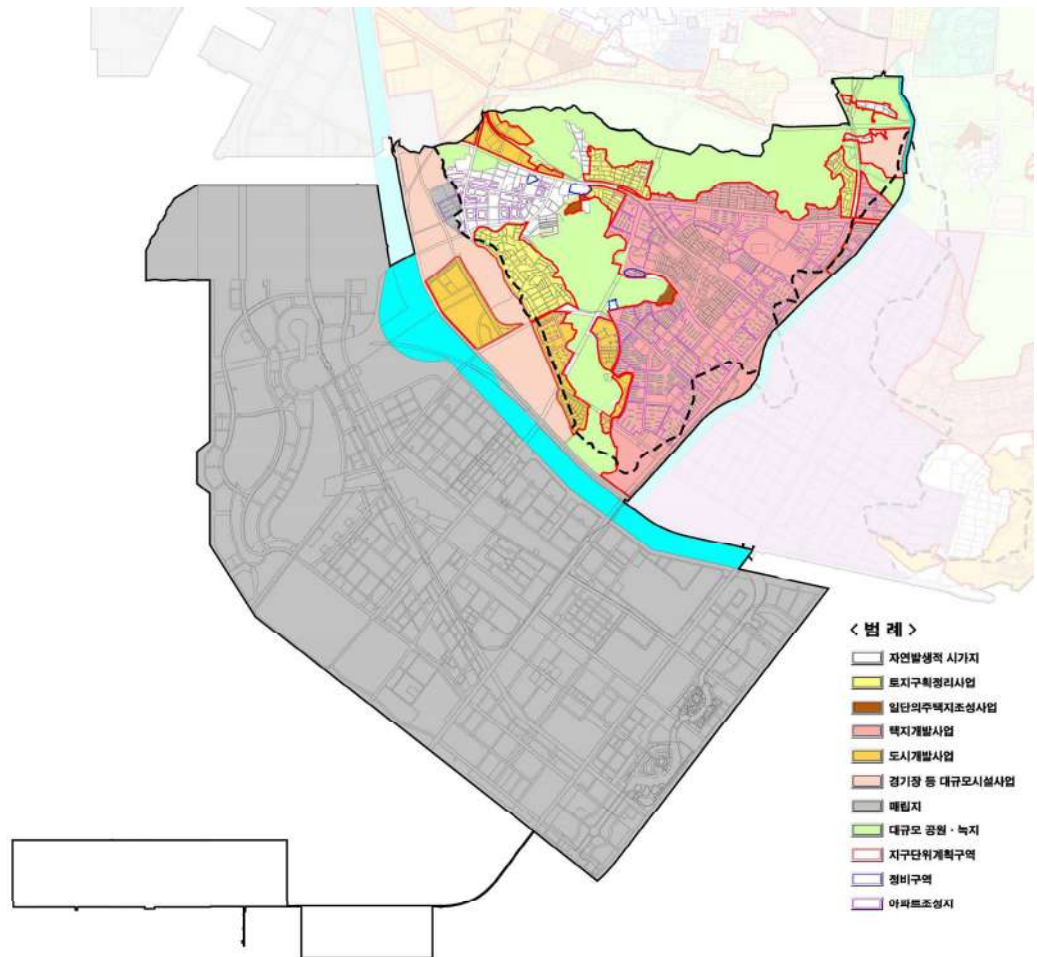 < 범 례 >
자연발생적 시가지
토지구획정리사업
일단의주택지조성사업
택지개발사업
도시개발사업
경기장 등 대규모시설사업
매립지
대규모 공원 · 녹지
지구단위계획구역
정비구역
아파트조성지